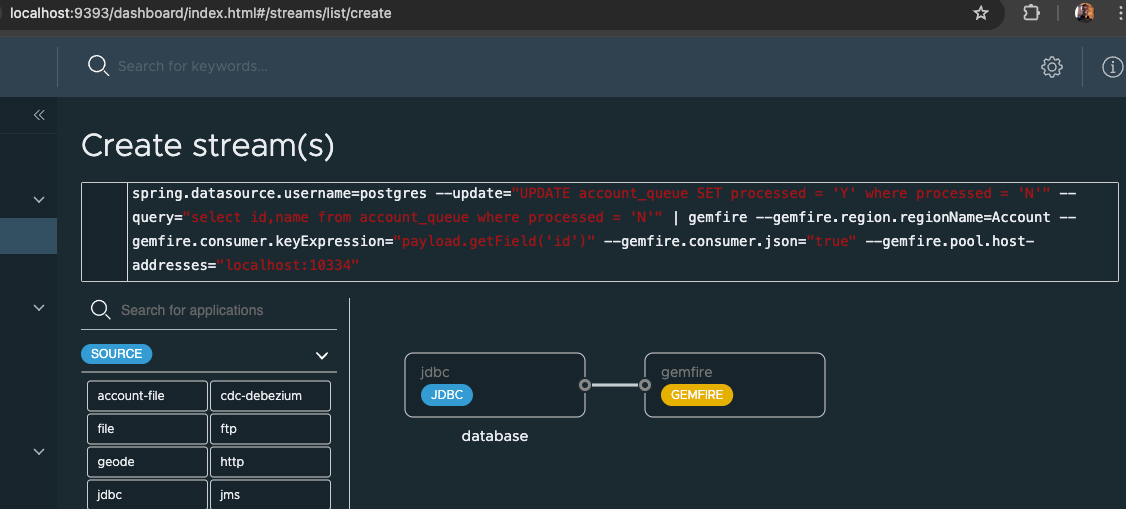 localhost:9393/dashboard/index.html#/streams/list/create
Search for keywords...
Create stream(s)
spring.datasource.username=postgres --update="UPDATE account_queue SET processed = 'Y' where processed = 'N'" --
query="select id,name from account_queue where processed = 'N'" | gemfire --gemfire.region.regionName=Account --
gemfire.consumer.keyExpression="payload.getField('id')" --gemfire.consumer.json="true" --gemfire.pool.host-
addresses="localhost:10334"
Search for applications
SOURCE
account-file
cdc-debezium
file
ftp
geode
http
jdbc
jms
jdbc
JDBC
database
gemfire
GEMFIRE